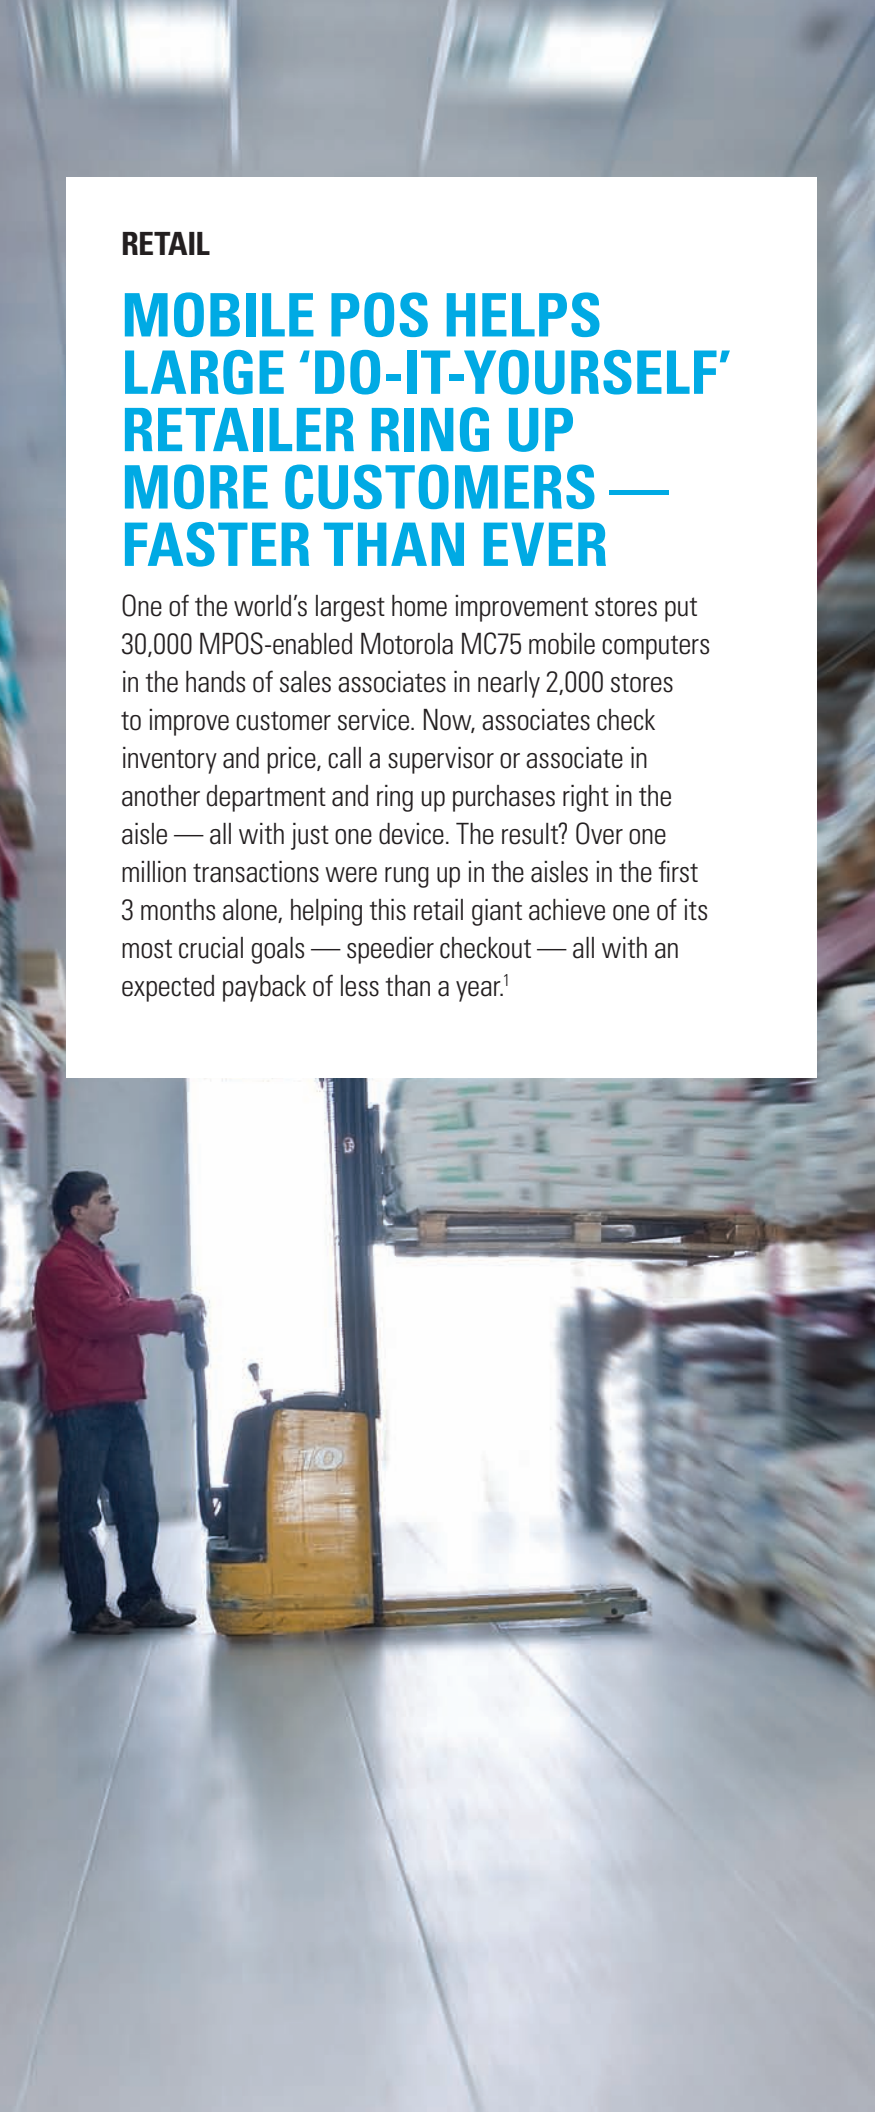 RETAIL
MOBILE POS HELPS
LARGE ‘DO-IT-YOURSELF’
RETAILER RING UP
MORE CUSTOMERS —
FASTER THAN EVER
One of the world’s largest home improvement stores put
30,000 MPOS-enabled Motorola MC75 mobile computers
in the hands of sales associates in nearly 2,000 stores
to improve customer service. Now, associates check
inventory and price, call a supervisor or associate in
another department and ring up purchases right in the
aisle — all with just one device. The result? Over one
million transactions were rung up in the aisles in the first
3 months alone, helping this retail giant achieve one of its
most crucial goals — speedier checkout — all with an
expected payback of less than a year.¹
10